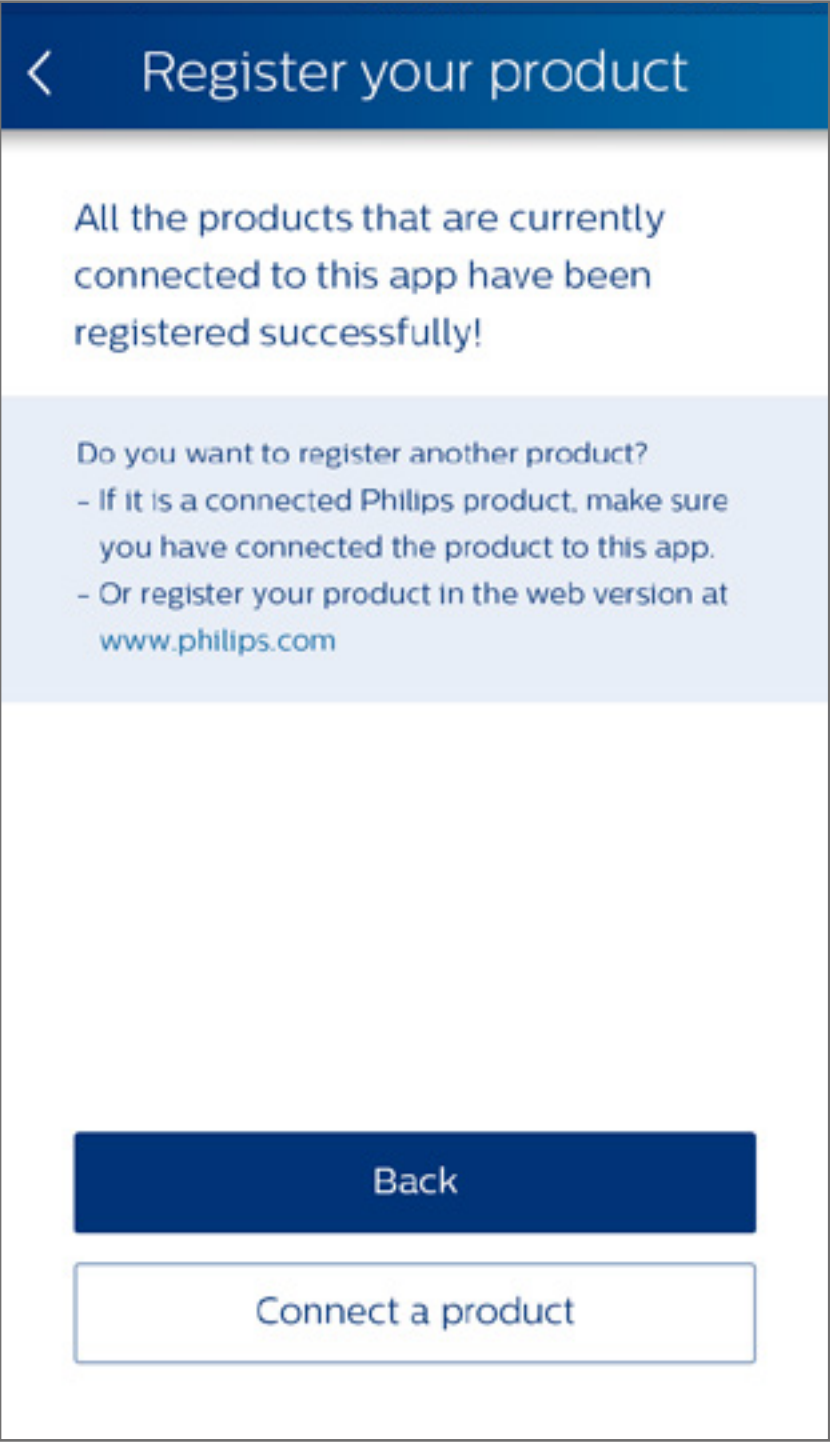 Register your product
All the products that are currently
connected to this app have been
registered successfully!
Do you want to register another product?
- If it is a connected Philips product, make sure
you have connected the product to this app.
- Or register your product in the web version at
www.philips.com
Back
Connect a product